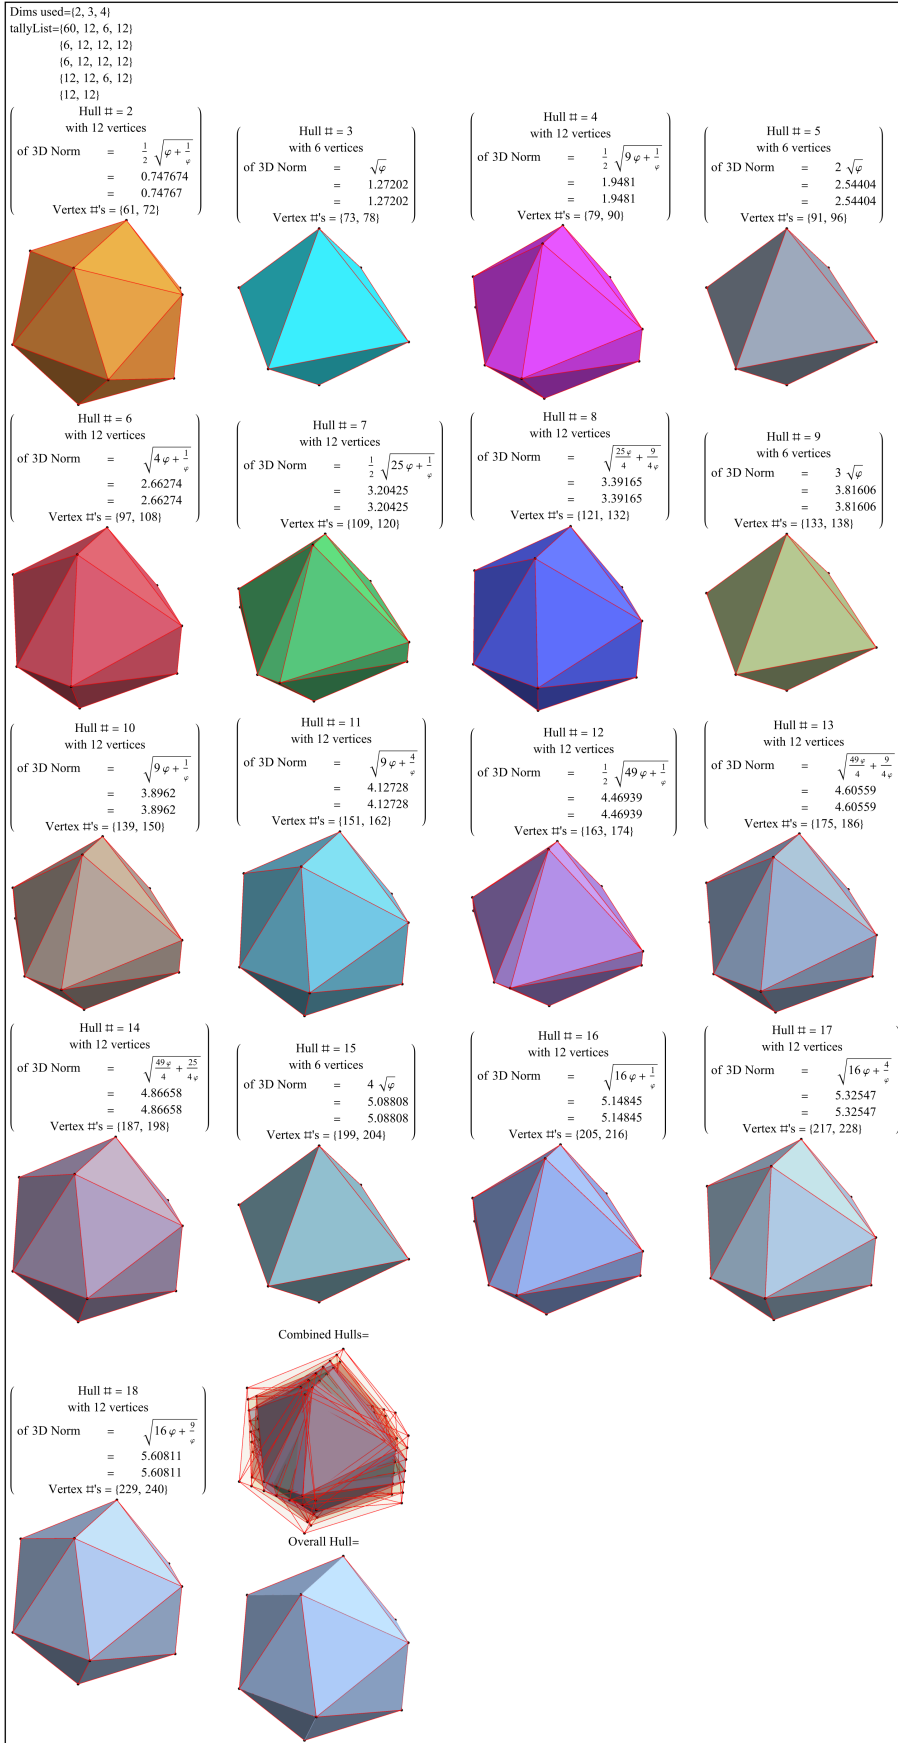 Dims used={2, 3, 4}
tallyList={60, 12, 6, 12}
{6, 12, 12, 12}
{6, 12, 12, 12}
{12, 12, 6, 12}
{12, 12}
Hull ♯ = 2
with 12 vertices
of 3D Norm = 1/2 √(φ + 1/φ)
= 0.747674
= 0.74767
Vertex ♯'s = {61, 72}
Hull ♯ = 3
with 6 vertices
of 3D Norm = √φ
= 1.27202
= 1.27202
Vertex ♯'s = {73, 78}
Hull ♯ = 4
with 12 vertices
of 3D Norm = 1/2 √(9 φ + 1/φ)
= 1.9481
= 1.9481
Vertex ♯'s = {79, 90}
Hull ♯ = 5
with 6 vertices
of 3D Norm = 2 √φ
= 2.54404
= 2.54404
Vertex ♯'s = {91, 96}
Hull ♯ = 6
with 12 vertices
of 3D Norm = √(4 φ + 1/φ)
= 2.66274
= 2.66274
Vertex ♯'s = {97, 108}
Hull ♯ = 7
with 12 vertices
of 3D Norm = 1/2 √(25 φ + 1/φ)
= 3.20425
= 3.20425
Vertex ♯'s = {109, 120}
Hull ♯ = 8
with 12 vertices
of 3D Norm = √(25 φ/4 + 9/4 φ)
= 3.39165
= 3.39165
Vertex ♯'s = {121, 132}
Hull ♯ = 9
with 6 vertices
of 3D Norm = 3 √φ
= 3.81606
= 3.81606
Vertex ♯'s = {133, 138}
Hull ♯ = 10
with 12 vertices
of 3D Norm = √(9 φ + 1/φ)
= 3.8962
= 3.8962
Vertex ♯'s = {139, 150}
Hull ♯ = 11
with 12 vertices
of 3D Norm = √(9 φ + 4/φ)
= 4.12728
= 4.12728
Vertex ♯'s = {151, 162}
Hull ♯ = 12
with 12 vertices
of 3D Norm = 1/2 √(49 φ + 1/φ)
= 4.46939
= 4.46939
Vertex ♯'s = {163, 174}
Hull ♯ = 13
with 12 vertices
of 3D Norm = √(49 φ/4 + 9/4 φ)
= 4.60559
= 4.60559
Vertex ♯'s = {175, 186}
Hull ♯ = 14
with 12 vertices
of 3D Norm = √(49 φ/4 + 25/4 φ)
= 4.86658
= 4.86658
Vertex ♯'s = {187, 198}
Hull ♯ = 15
with 6 vertices
of 3D Norm = 4 √φ
= 5.08808
= 5.08808
Vertex ♯'s = {199, 204}
Hull ♯ = 16
with 12 vertices
of 3D Norm = √(16 φ + 1/φ)
= 5.14845
= 5.14845
Vertex ♯'s = {205, 216}
Hull ♯ = 17
with 12 vertices
of 3D Norm = √(16 φ + 4/φ)
= 5.32547
= 5.32547
Vertex ♯'s = {217, 228}
Hull ♯ = 18
with 12 vertices
of 3D Norm = √(16 φ + 9/φ)
= 5.60811
= 5.60811
Vertex ♯'s = {229, 240}
Combined Hulls=
Overall Hull=